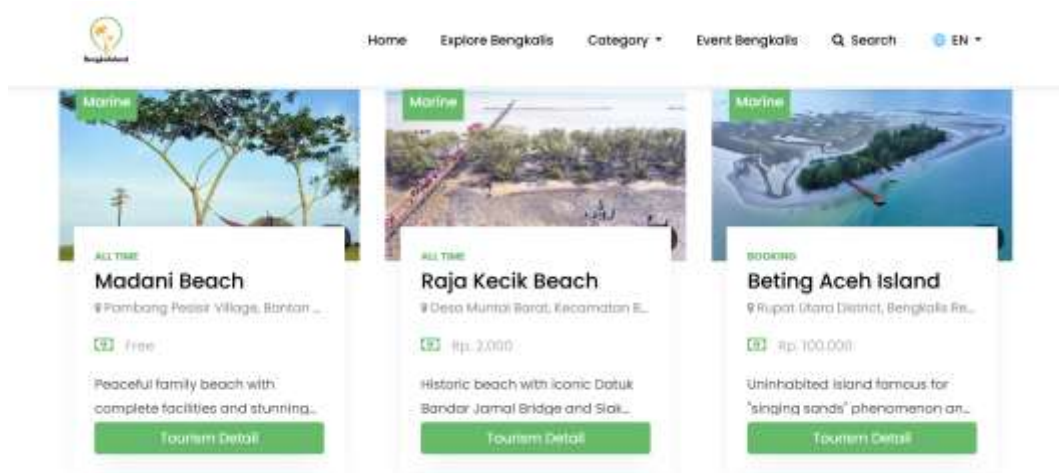 Home Explore Bengkalis Category Event Bengkalis Search EN
Marine Marine Marine
ALL TIME
Madani Beach
Pambang Pesisir Village, Bantan ...
Free
Peaceful family beach with
complete facilities and stunning...
Tourism Detail
ALL TIME
Raja Kecik Beach
Desa Muntai Barat, Kecamatan B...
Rp. 2,000
Historic beach with iconic Datuk
Bandar Jamal Bridge and Siak...
Tourism Detail
BOOKING
Beting Aceh Island
Rupat Utara District, Bengkalis Re...
Rp. 100,000
Uninhabited island famous for
"singing sands" phenomenon an...
Tourism Detail